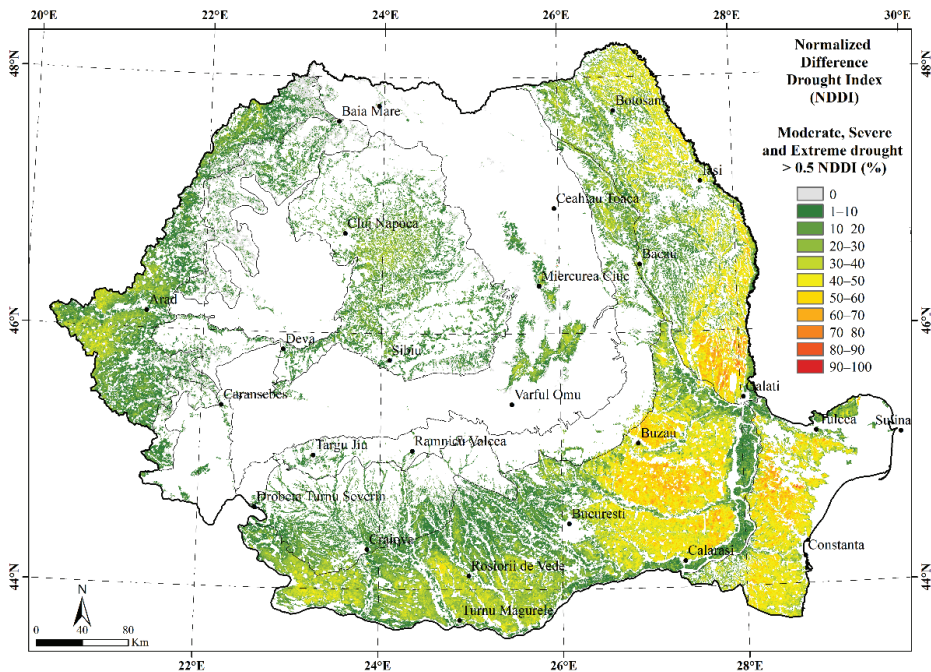 20°E
22°E
24°E
26°E
28°E
30°E
48°N
48°N
Normalized
Difference
Drought Index
(NDDI)
Moderate, Severe
and Extreme drought
> 0.5 NDDI (%)
0
1–10
10 20
20–30
30–40
40–50
50–60
60–70
70 80
80–90
90–100
Baia Mare
Botosani
Iasi
Ceahlau Toaca
Cluj Napoca
Bacau
Miercurea Ciuc
Arad
46°N
46°N
Deva
Sibiu
Caransebes
Varful Omu
Galati
Tulcea
Sulina
Buzau
Targu Jiu
Ramnicu Valcea
Drobeta Turnu Severin
Bucuresti
Craiova
Calarasi
Constanta
Rosiorii de Vede
44°N
44°N
Turnu Magurele
N
0
40
80
Km
22°E
24°E
26°E
28°E